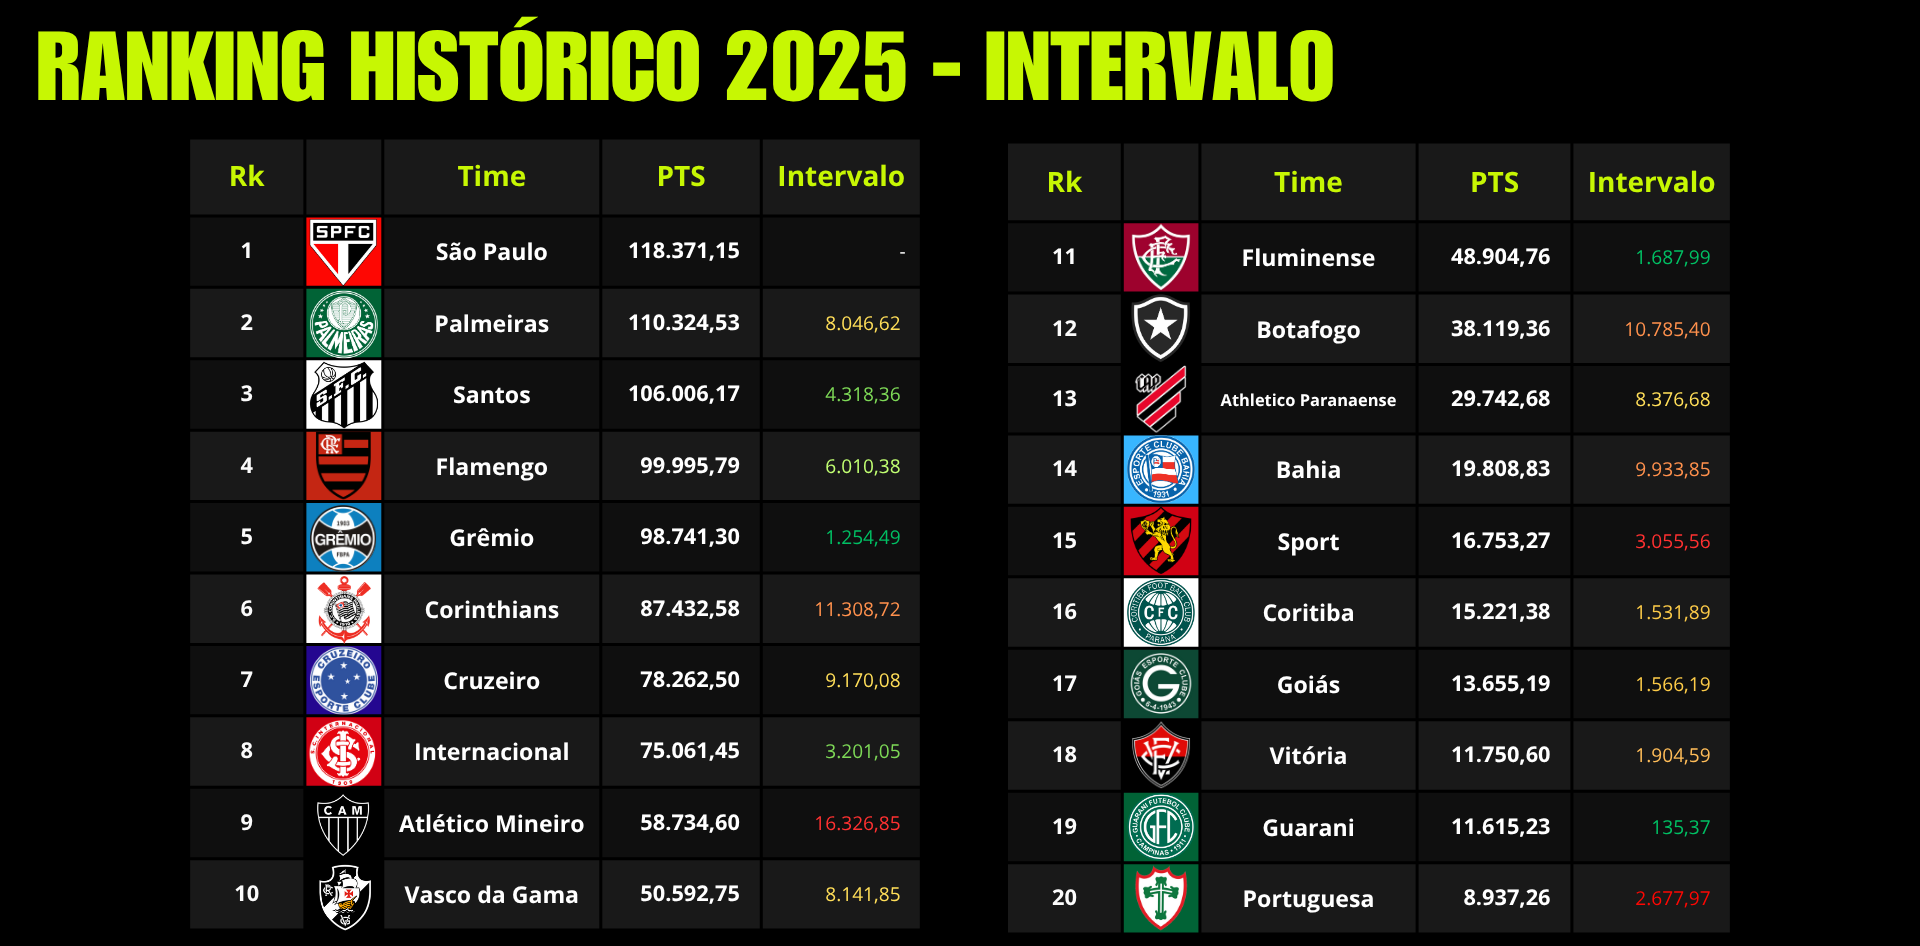 RANKING HISTÓRICO 2025 - INTERVALO
Rk Time PTS Intervalo
1 SPFC São Paulo 118.371,15 -
2 PALMEIRAS Palmeiras 110.324,53 8.046,62
3 S.F.C. Santos 106.006,17 4.318,36
4 Flamengo 99.995,79 6.010,38
5 1903 GRÊMIO FBPA Grêmio 98.741,30 1.254,49
6 Corinthians 87.432,58 11.308,72
7 CRUZEIRO ESPORTE CLUBE Cruzeiro 78.262,50 9.170,08
8 S.C. INTERNACIONAL 1909 Internacional 75.061,45 3.201,05
9 CAM Atlético Mineiro 58.734,60 16.326,85
10 Vasco da Gama 50.592,75 8.141,85
Rk Time PTS Intervalo
11 Fluminense 48.904,76 1.687,99
12 Botafogo 38.119,36 10.785,40
13 CAP Athletico Paranaense 29.742,68 8.376,68
14 ESPORTE CLUBE BAHIA 1931 Bahia 19.808,83 9.933,85
15 Sport 16.753,27 3.055,56
16 CORITIBA FOOT BALL CLUB CFC PARANÁ Coritiba 15.221,38 1.531,89
17 GOIÁS ESPORTE CLUBE G 6-4-1943 Goiás 13.655,19 1.566,19
18 Vitória 11.750,60 1.904,59
19 GUARANI FUTEBOL CLUBE GFC CAMPINAS 1911 Guarani 11.615,23 135,37
20 Portuguesa 8.937,26 2.677,97